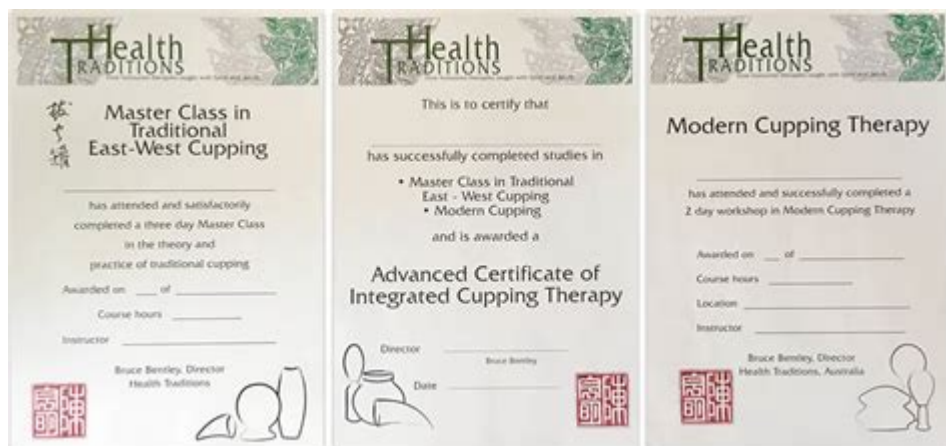 Health
TRADITIONS
Master Class in
Traditional
East-West Cupping
has attended and satisfactorily
completed a three day Master Class
in the theory and
practice of traditional cupping
Awarded on ___ of
Course hours
Instructor
Bruce Bentley, Director
Health Traditions
Health
TRADITIONS
This is to certify that
has successfully completed studies in
• Master Class in Traditional
East - West Cupping
• Modern Cupping
and is awarded a
Advanced Certificate of
Integrated Cupping Therapy
Director
Bruce Bentley
Date
Health
TRADITIONS
Modern Cupping Therapy
has attended and successfully completed a
2 day workshop in Modern Cupping Therapy
Awarded on ___ of
Course hours
Location
Instructor
Bruce Bentley, Director
Health Traditions, Australia